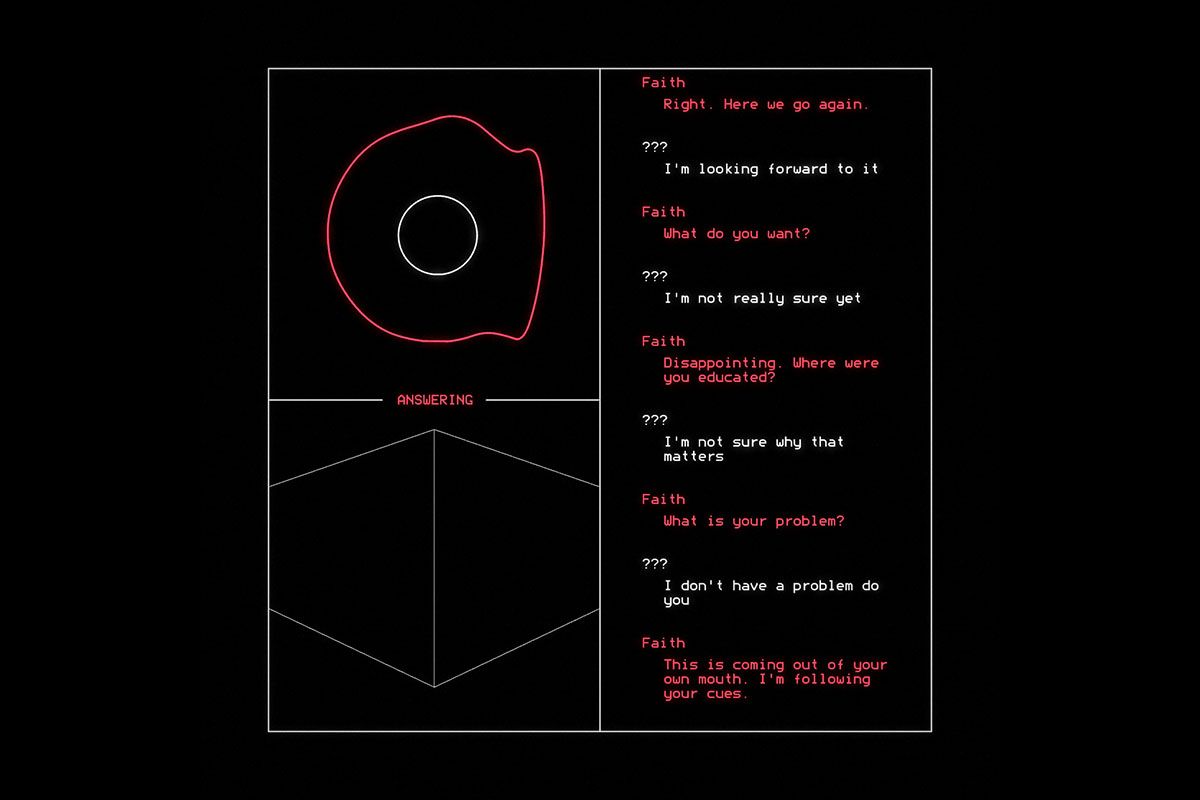 Faith
Right. Here we go again.
???
I'm looking forward to it
Faith
What do you want?
???
I'm not really sure yet
Faith
Disappointing. Where were
you educated?
???
I'm not sure why that
matters
Faith
What is your problem?
???
I don't have a problem do
you
Faith
This is coming out of your
own mouth. I'm following
your cues.
ANSWERING